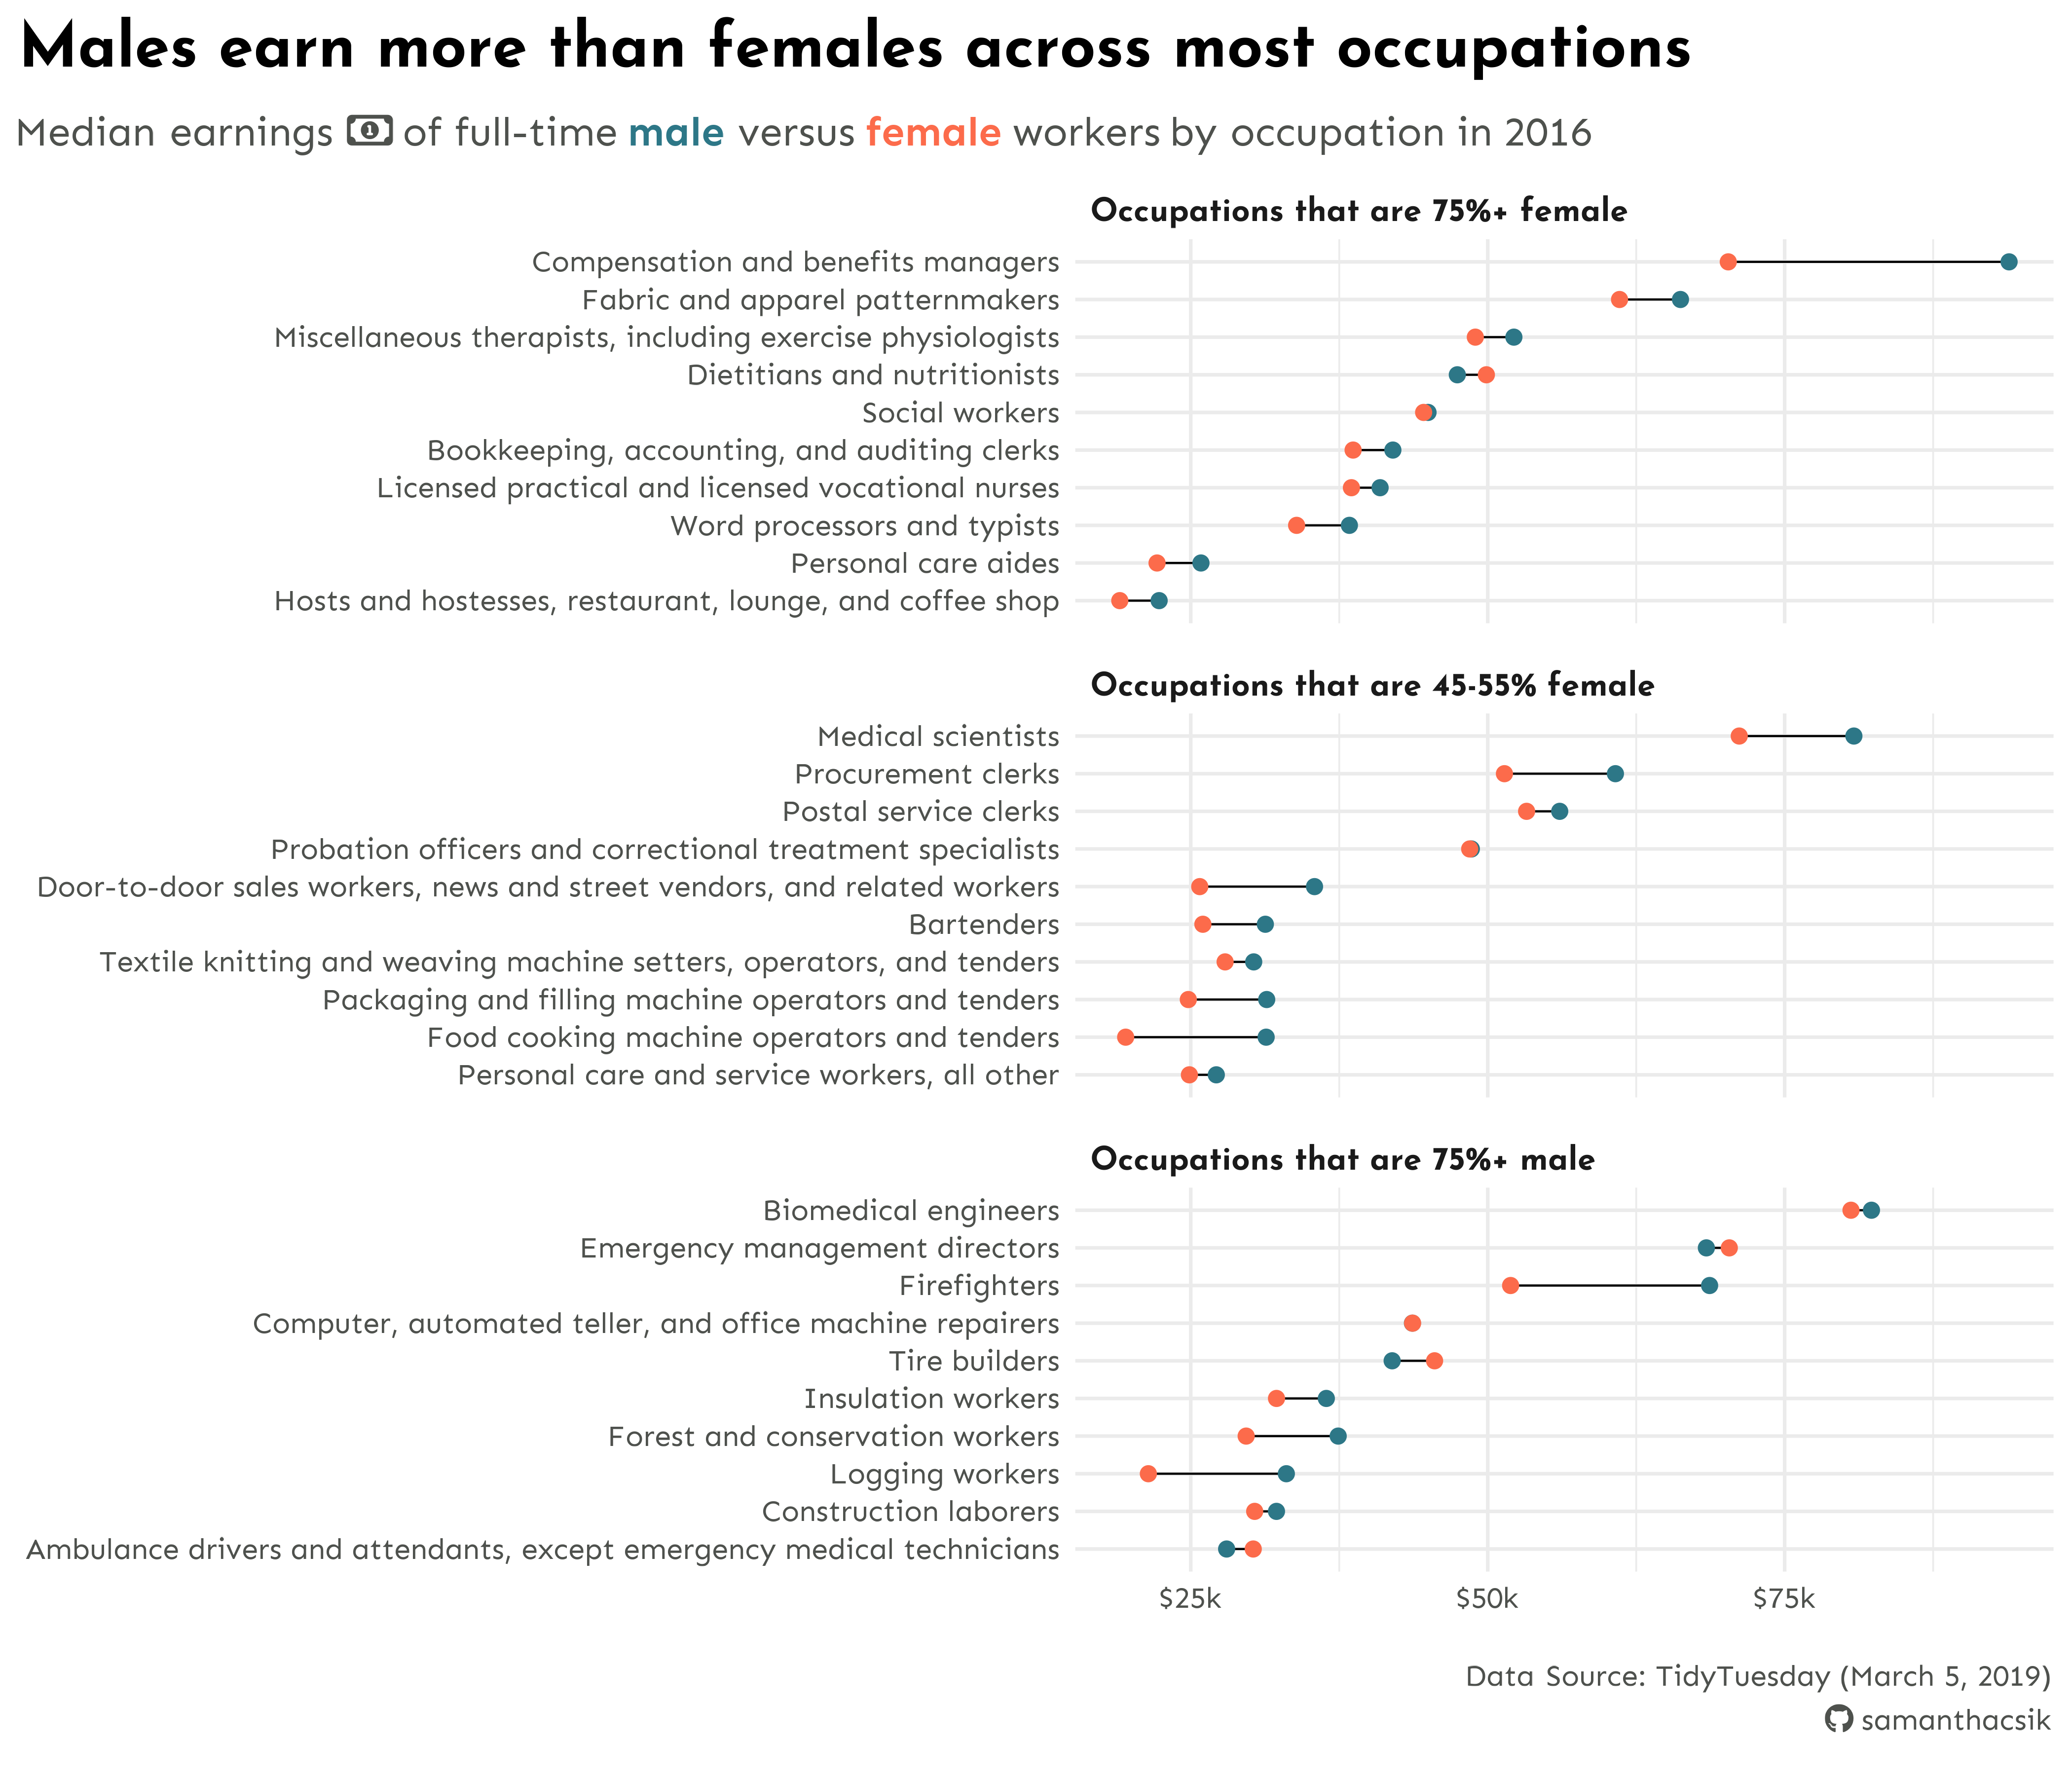 Males earn more than females across most occupations
Median earnings of full-time male versus female workers by occupation in 2016
Occupations that are 75%+ female
Compensation and benefits managers
Fabric and apparel patternmakers
Miscellaneous therapists, including exercise physiologists
Dietitians and nutritionists
Social workers
Bookkeeping, accounting, and auditing clerks
Licensed practical and licensed vocational nurses
Word processors and typists
Personal care aides
Hosts and hostesses, restaurant, lounge, and coffee shop
Occupations that are 45-55% female
Medical scientists
Procurement clerks
Postal service clerks
Probation officers and correctional treatment specialists
Door-to-door sales workers, news and street vendors, and related workers
Bartenders
Textile knitting and weaving machine setters, operators, and tenders
Packaging and filling machine operators and tenders
Food cooking machine operators and tenders
Personal care and service workers, all other
Occupations that are 75%+ male
Biomedical engineers
Emergency management directors
Firefighters
Computer, automated teller, and office machine repairers
Tire builders
Insulation workers
Forest and conservation workers
Logging workers
Construction laborers
Ambulance drivers and attendants, except emergency medical technicians
$25k $50k $75k
Data Source: TidyTuesday (March 5, 2019)
samanthacsik